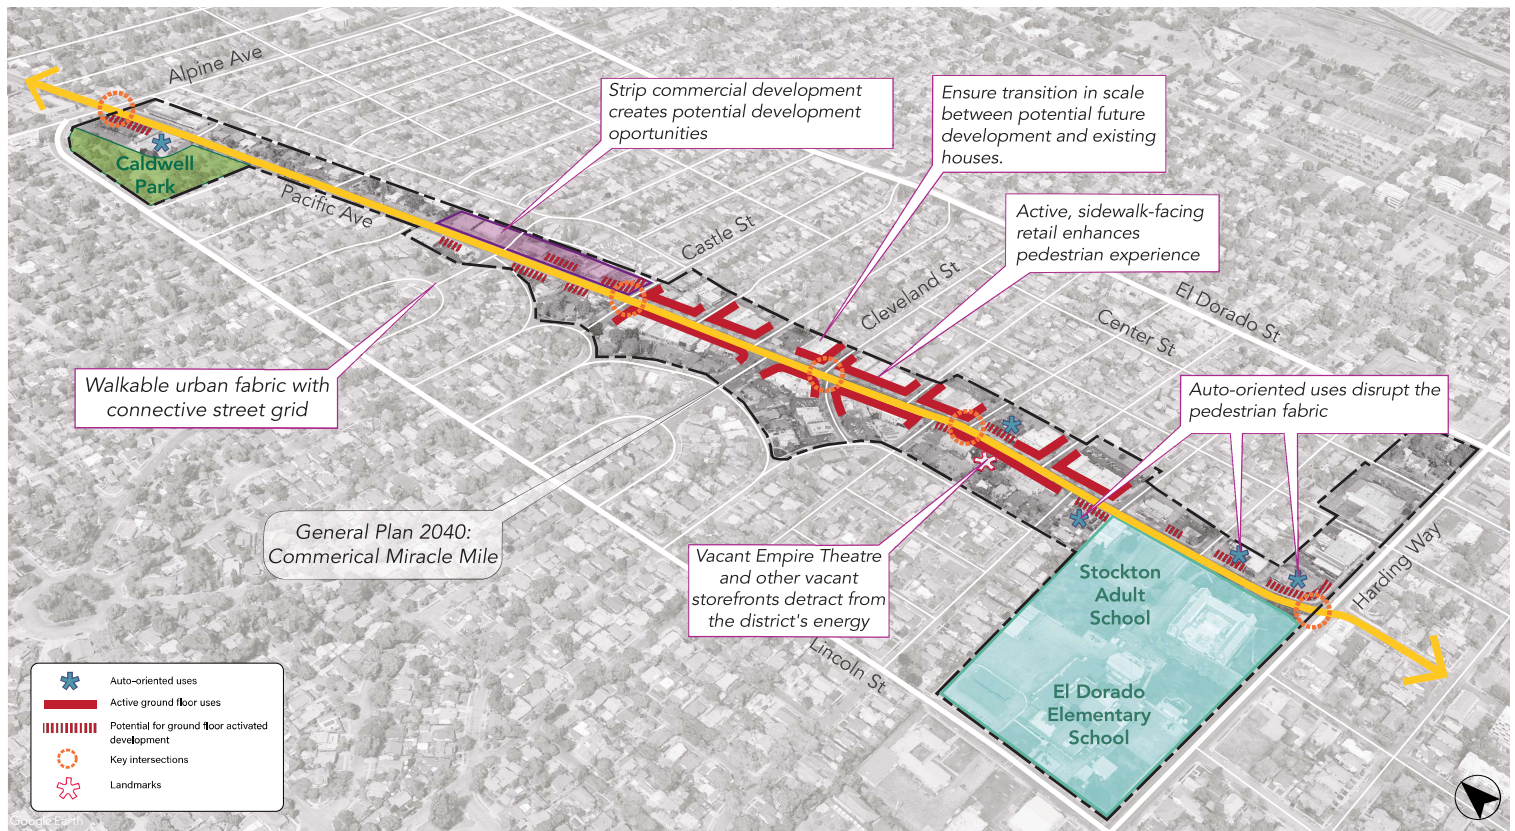 Alpine Ave
Strip commercial development
creates potential development
oportunities
Ensure transition in scale
between potential future
development and existing
houses.
Caldwell
Park
Pacific Ave
Castle St
Active, sidewalk-facing
retail enhances
pedestrian experience
Cleveland St
El Dorado St
Center St
Walkable urban fabric with
connective street grid
Auto-oriented uses disrupt the
pedestrian fabric
General Plan 2040:
Commerical Miracle Mile
Vacant Empire Theatre
and other vacant
storefronts detract from
the district's energy
Stockton
Adult
School
Harding Way
Lincoln St
El Dorado
Elementary
School
Auto-oriented uses
Active ground floor uses
Potential for ground floor activated
development
Key intersections
Landmarks
Google Earth